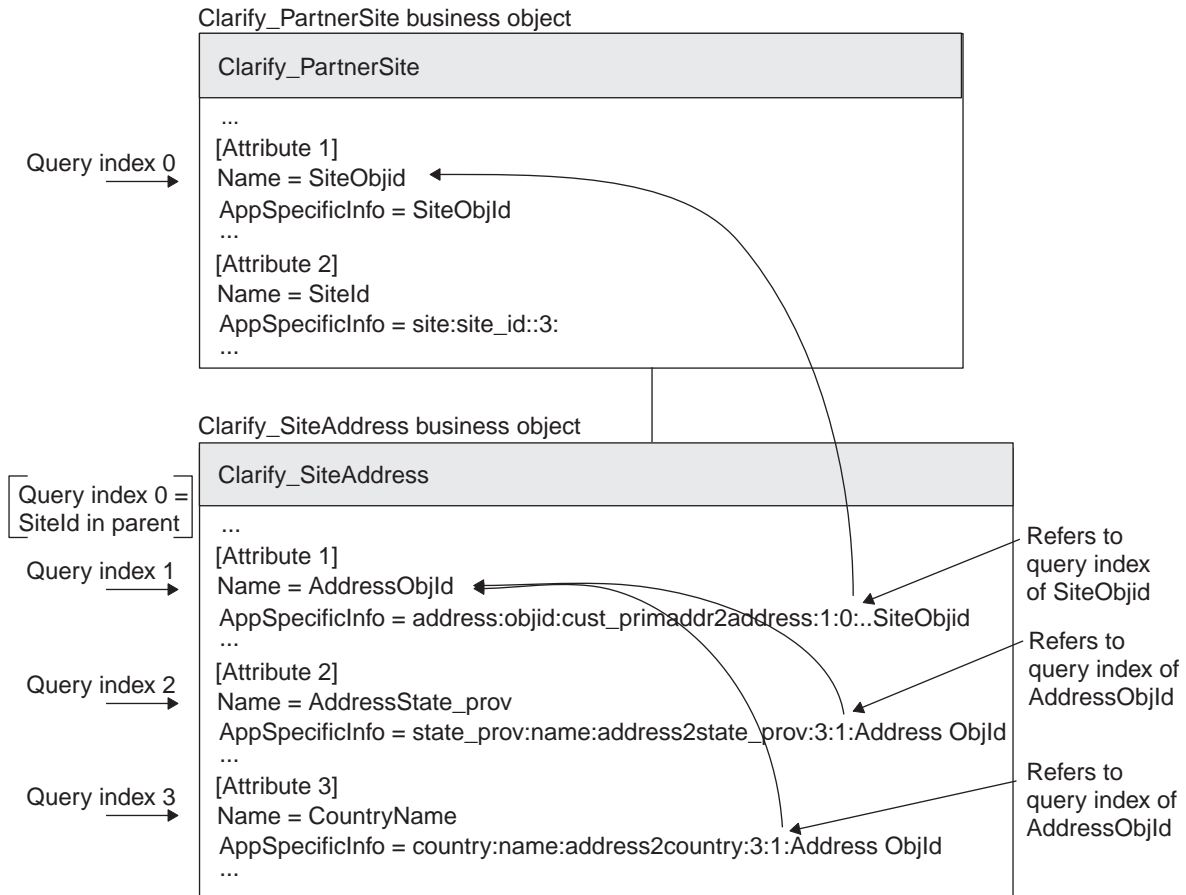 Clarify_PartnerSite business object
Clarify_PartnerSite
...
Query index 0
[Attribute 1]
Name = SiteObjid
AppSpecificInfo = SiteObjId
...
[Attribute 2]
Name = SiteId
AppSpecificInfo = site:site_id::3:
...
Clarify_SiteAddress business object
Clarify_SiteAddress
Query index 0 =
SiteId in parent
...
Query index 1
[Attribute 1]
Name = AddressObjId
AppSpecificInfo = address:objid:cust_primaddr2address:1:0:..SiteObjid
...
Refers to
query index
of SiteObjid
Query index 2
[Attribute 2]
Name = AddressState_prov
AppSpecificInfo = state_prov:name:address2state_prov:3:1:Address ObjId
...
Refers to
query index of
AddressObjId
Query index 3
[Attribute 3]
Name = CountryName
AppSpecificInfo = country:name:address2country:3:1:Address ObjId
...
Refers to
query index of
AddressObjId